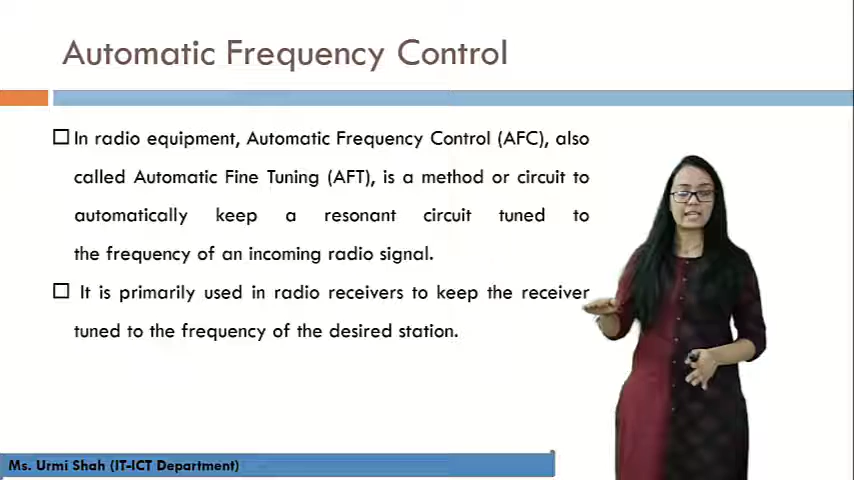 Automatic Frequency Control
In radio equipment, Automatic Frequency Control (AFC), also
called Automatic Fine Tuning (AFT), is a method or circuit to
automatically keep a resonant circuit tuned to
the frequency of an incoming radio signal.
It is primarily used in radio receivers to keep the receiver
tuned to the frequency of the desired station.
Ms. Urmi Shah (IT-ICT Department)